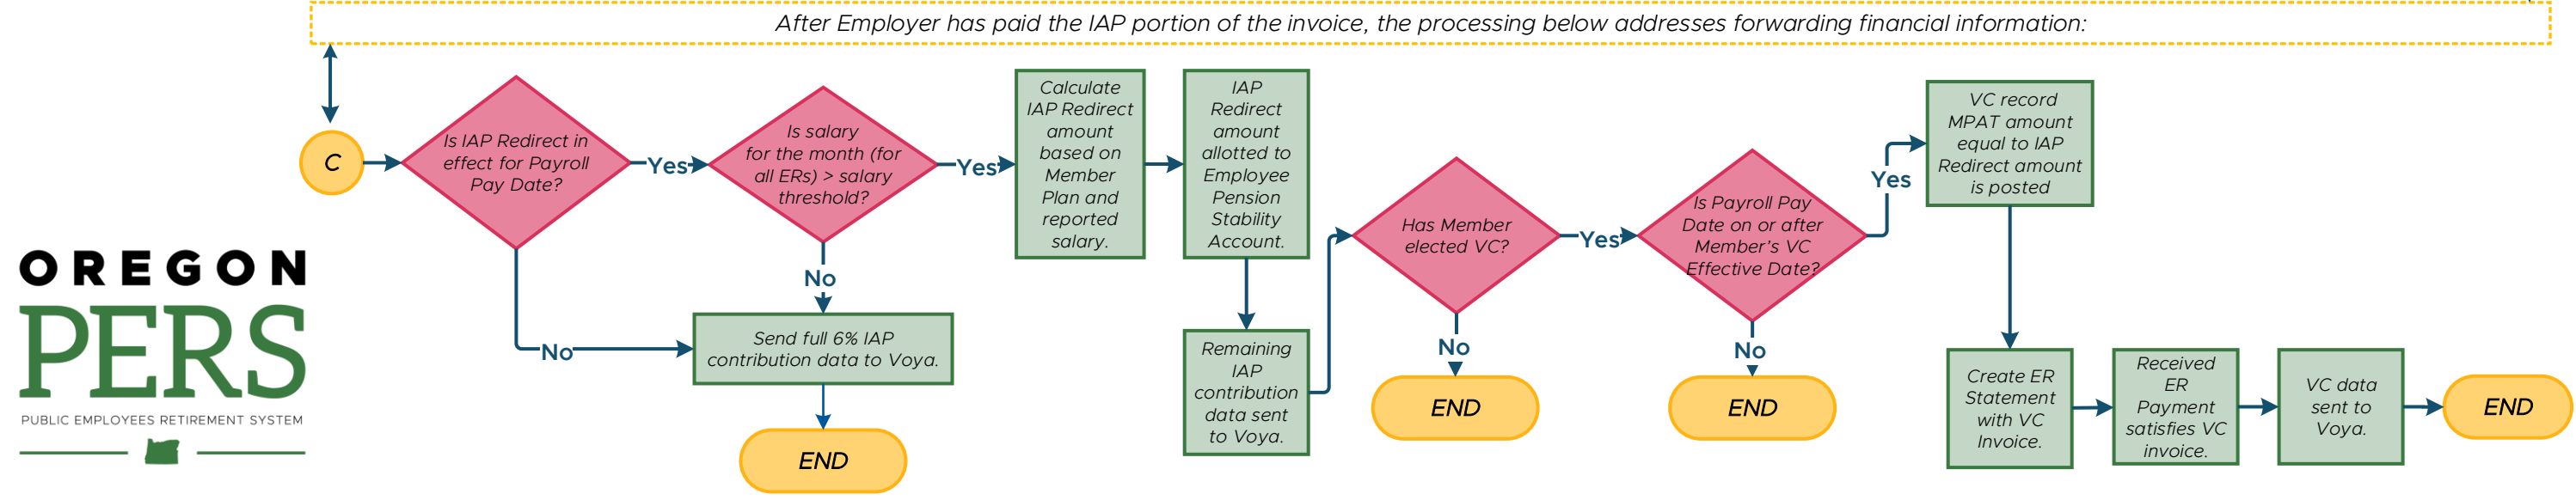 After Employer has paid the IAP portion of the invoice, the processing below addresses forwarding financial information:
C
Is IAP Redirect in
effect for Payroll
Pay Date?
Yes
No
Is salary
for the month (for
all ERs) > salary
threshold?
Yes
No
Send full 6% IAP
contribution data to Voya.
END
Calculate
IAP Redirect
amount
based on
Member
Plan and
reported
salary.
IAP
Redirect
amount
allotted to
Employee
Pension
Stability
Account.
Remaining
IAP
contribution
data sent
to Voya.
Has Member
elected VC?
Yes
No
END
Is Payroll Pay
Date on or after
Member's VC
Effective Date?
Yes
No
END
VC record
MPAT amount
equal to IAP
Redirect amount
is posted
Create ER
Statement
with VC
Invoice.
Received
ER
Payment
satisfies VC
invoice.
VC data
sent to
Voya.
END
OREGON
PERS
PUBLIC EMPLOYEES RETIREMENT SYSTEM